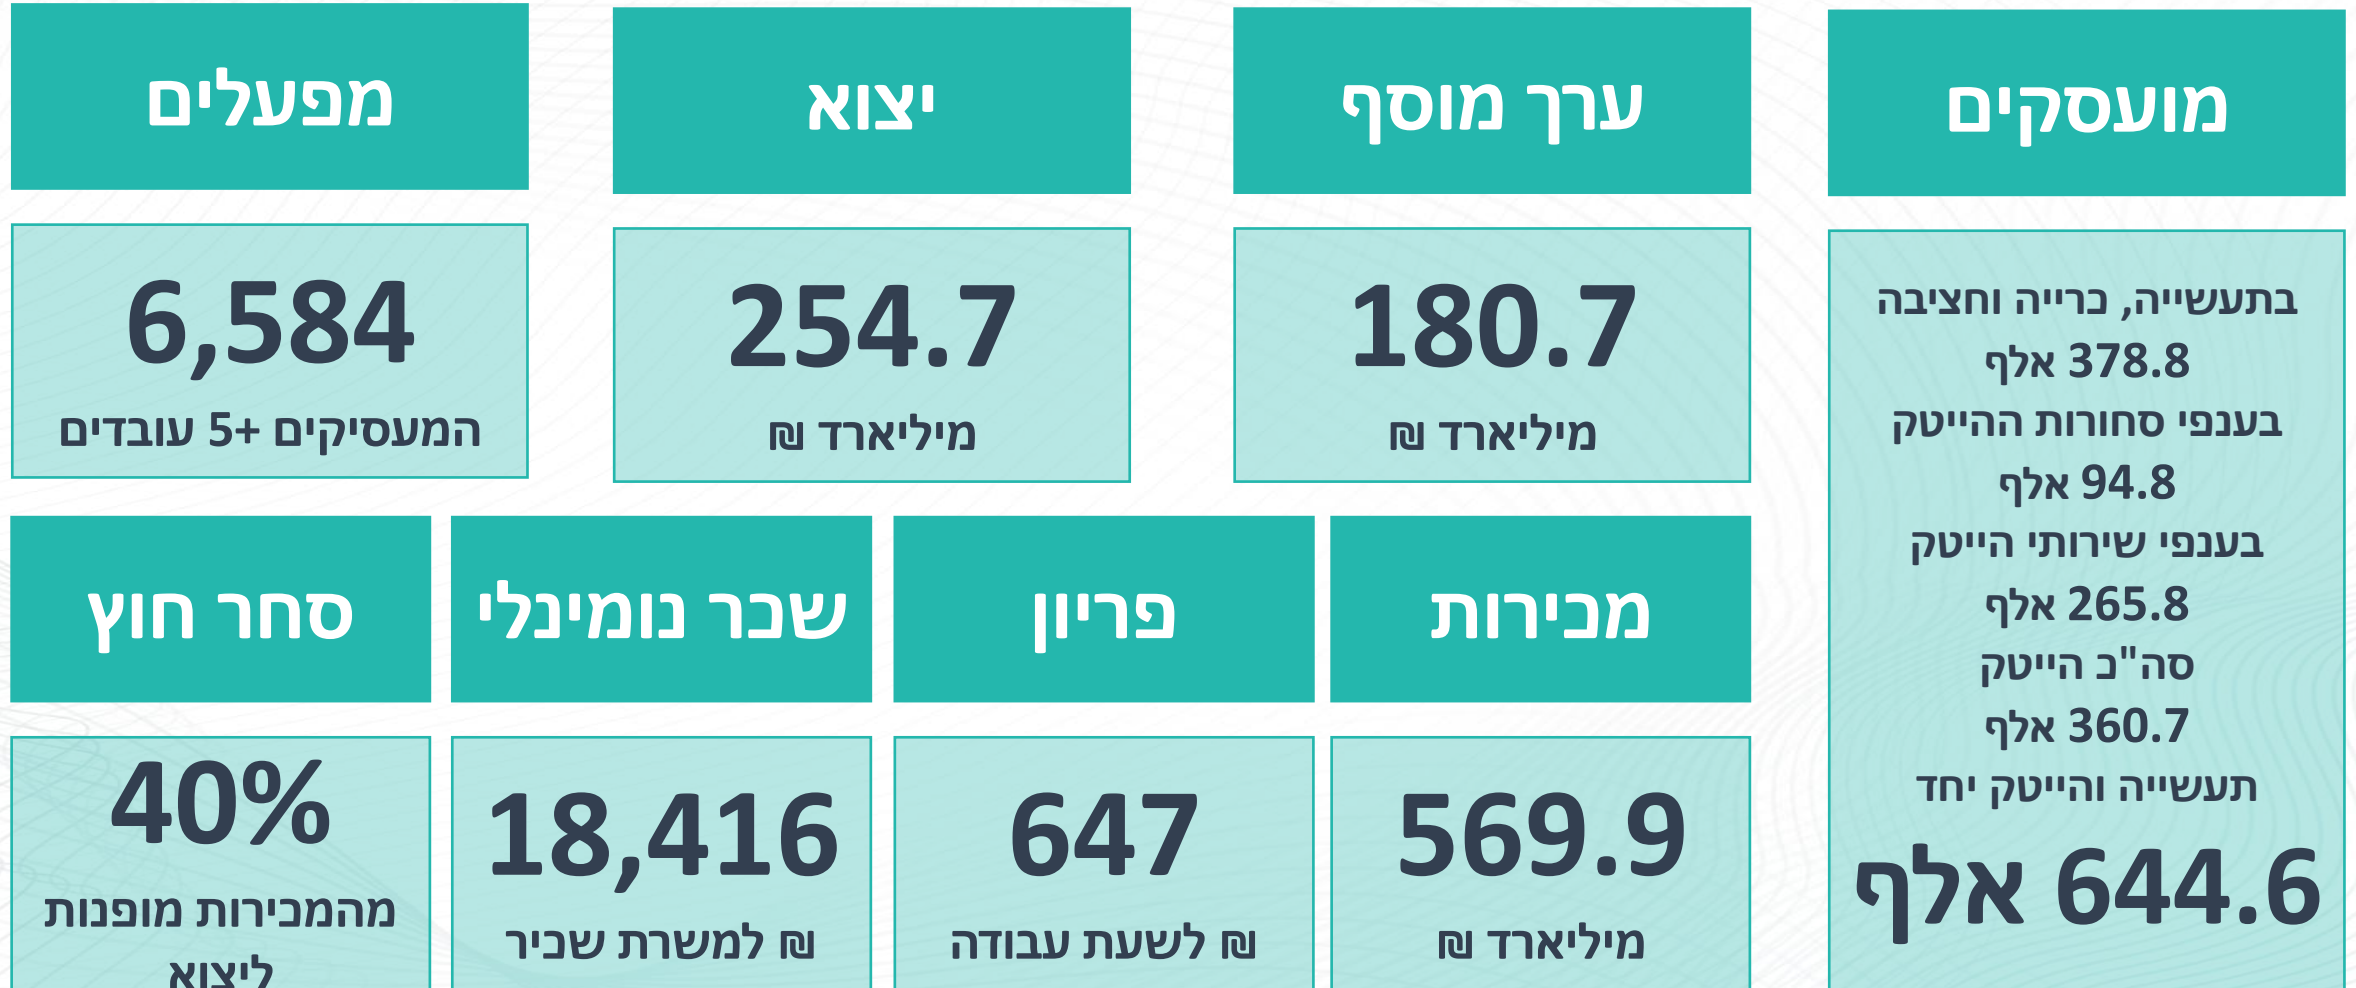 מועסקים
בתעשייה, כרייה וחציבה
378.8 אלף
בענפי סחורות ההייטק
94.8 אלף
בענפי שירותי הייטק
265.8 אלף
סה"כ הייטק
360.7 אלף
תעשייה והייטק יחד
644.6 אלף
ערך מוסף
180.7
מיליארד ₪
יצוא
254.7
מיליארד ₪
מפעלים
6,584
המעסיקים +5 עובדים
מכירות
569.9
מיליארד ₪
פריון
647
₪ לשעת עבודה
שכר נומינלי
18,416
₪ למשרת שכיר
סחר חוץ
40%
מהמכירות מופנות
ליצוא